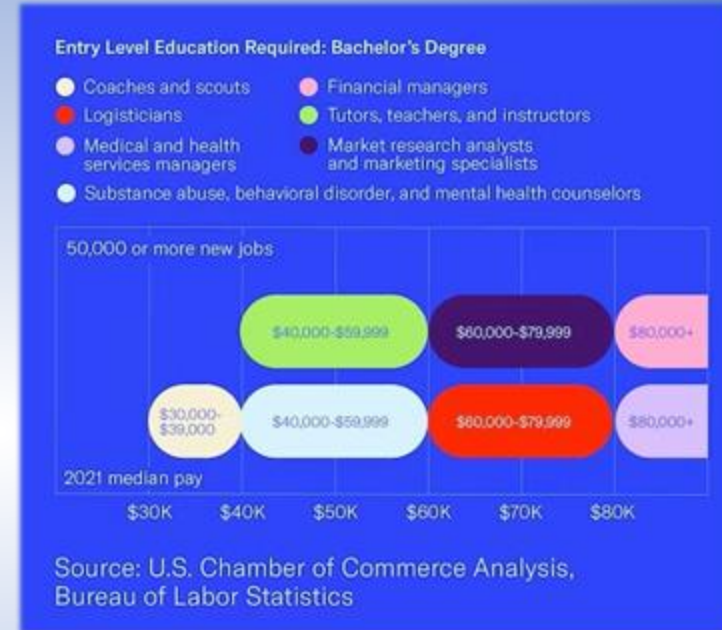 Entry Level Education Required: Bachelor's Degree
Coaches and scouts
Financial managers
Logisticians
Tutors, teachers, and instructors
Medical and health
services managers
Market research analysts
and marketing specialists
Substance abuse, behavioral disorder, and mental health counselors
50,000 or more new jobs
$40,000-$59,999
$60,000-$79,999
$80,000+
$30,000-
$39,000
$40,000-$59,999
$60,000-$79,999
$80,000+
2021 median pay
$30K
$40K
$50K
$60K
$70K
$80K
Source: U.S. Chamber of Commerce Analysis,
Bureau of Labor Statistics